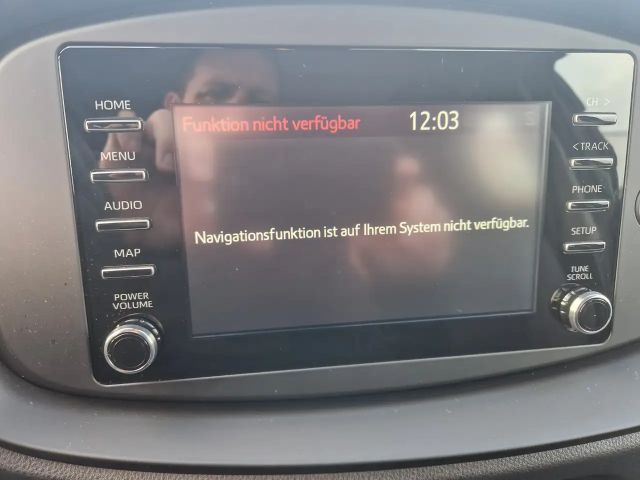 HOME
MENU
AUDIO
MAP
POWER
VOLUME
Funktion nicht verfügbar 12:03
Navigationsfunktion ist auf Ihrem System nicht verfügbar.
CH >
< TRACK
PHONE
SETUP
TUNE
SCROLL